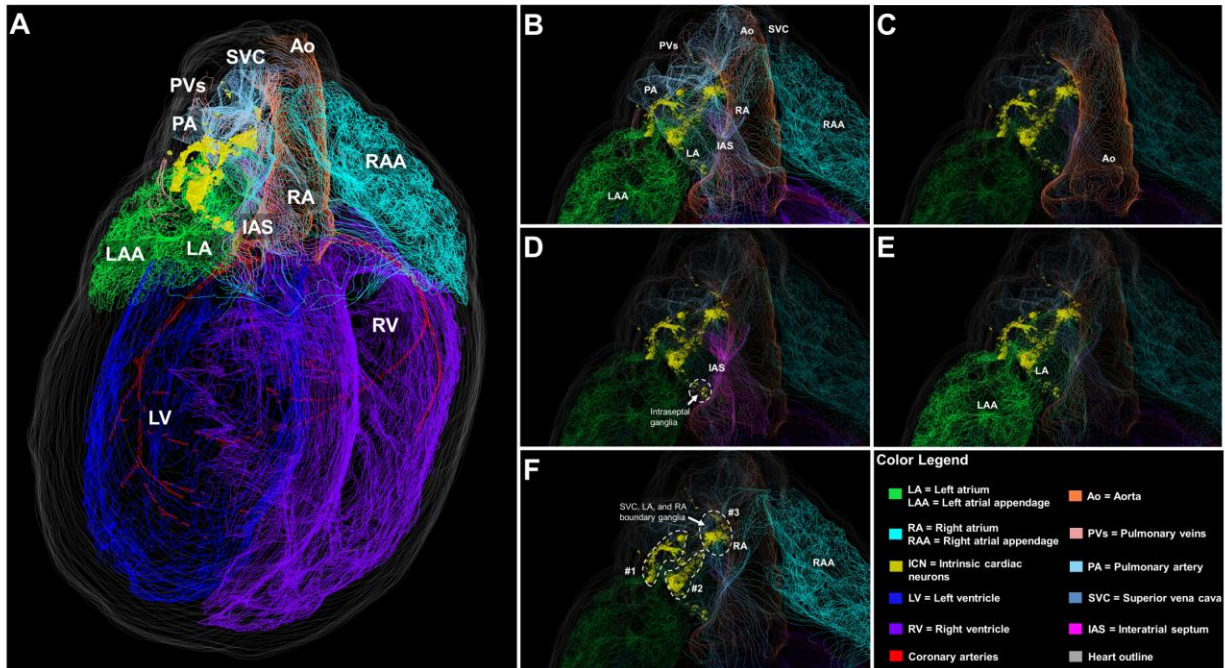 A
Ao
SVC
PVs
PA
RAA
RA
IAS
LAA
LA
RV
LV
B
Ao
SVC
PVs
PA
RA
RAA
IAS
LA
LAA
C
Ao
D
IAS
Intraseptal
ganglia
E
LA
LAA
F
SVC, LA, and RA
boundary ganglia
#3
RA
#1
#2
RAA
Color Legend
LA = Left atrium
LAA = Left atrial appendage
RA = Right atrium
RAA = Right atrial appendage
ICN = Intrinsic cardiac
neurons
LV = Left ventricle
RV = Right ventricle
Coronary arteries
Ao = Aorta
PVs = Pulmonary veins
PA = Pulmonary artery
SVC = Superior vena cava
IAS = Interatrial septum
Heart outline